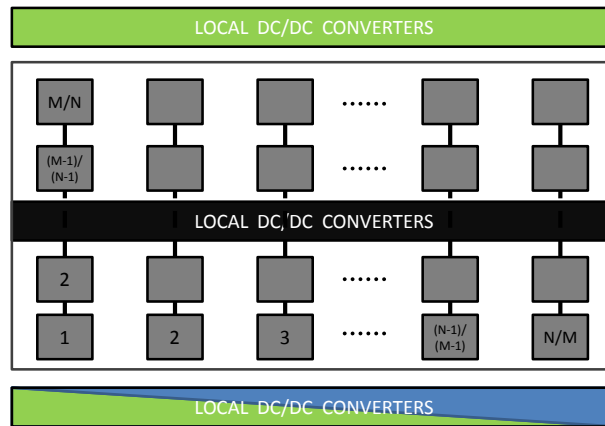 LOCAL DC/DC CONVERTERS
M/N ......
(M-1)/
(N-1) ......
LOCAL DC/DC CONVERTERS
2 ......
1 2 3 ...... (N-1)/
(M-1) N/M
LOCAL DC/DC CONVERTERS